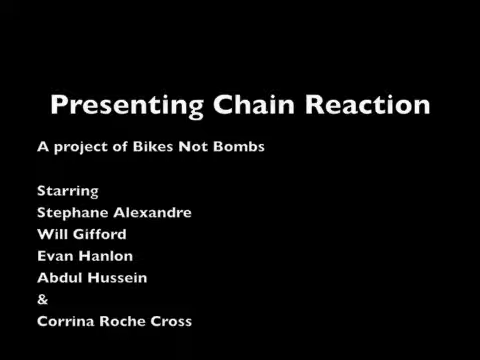 Presenting Chain Reaction
A project of Bikes Not Bombs
Starring
Stephane Alexandre
Will Gifford
Evan Hanlon
Abdul Hussein
&
Corrina Roche Cross